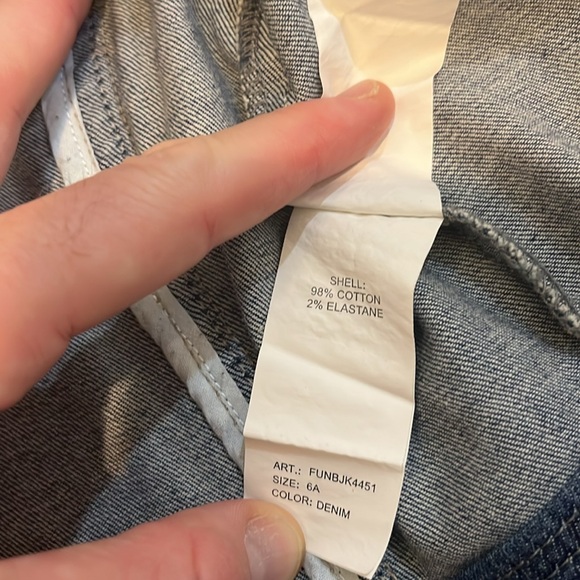 SHELL:
98% COTTON
2% ELASTANE
ART.: FUNBJK4451
SIZE: 6A
COLOR: DENIM